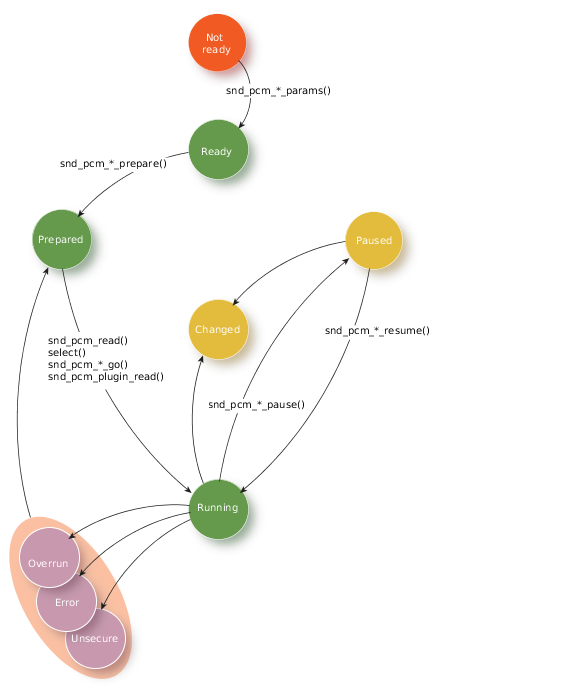 Not
ready
snd_pcm_*_params()
Ready
snd_pcm_*_prepare()
Prepared
Paused
Changed
snd_pcm_*_resume()
snd_pcm_read()
select()
snd_pcm_*_go()
snd_pcm_plugin_read()
snd_pcm_*_pause()
Running
Overrun
Error
Unsecure